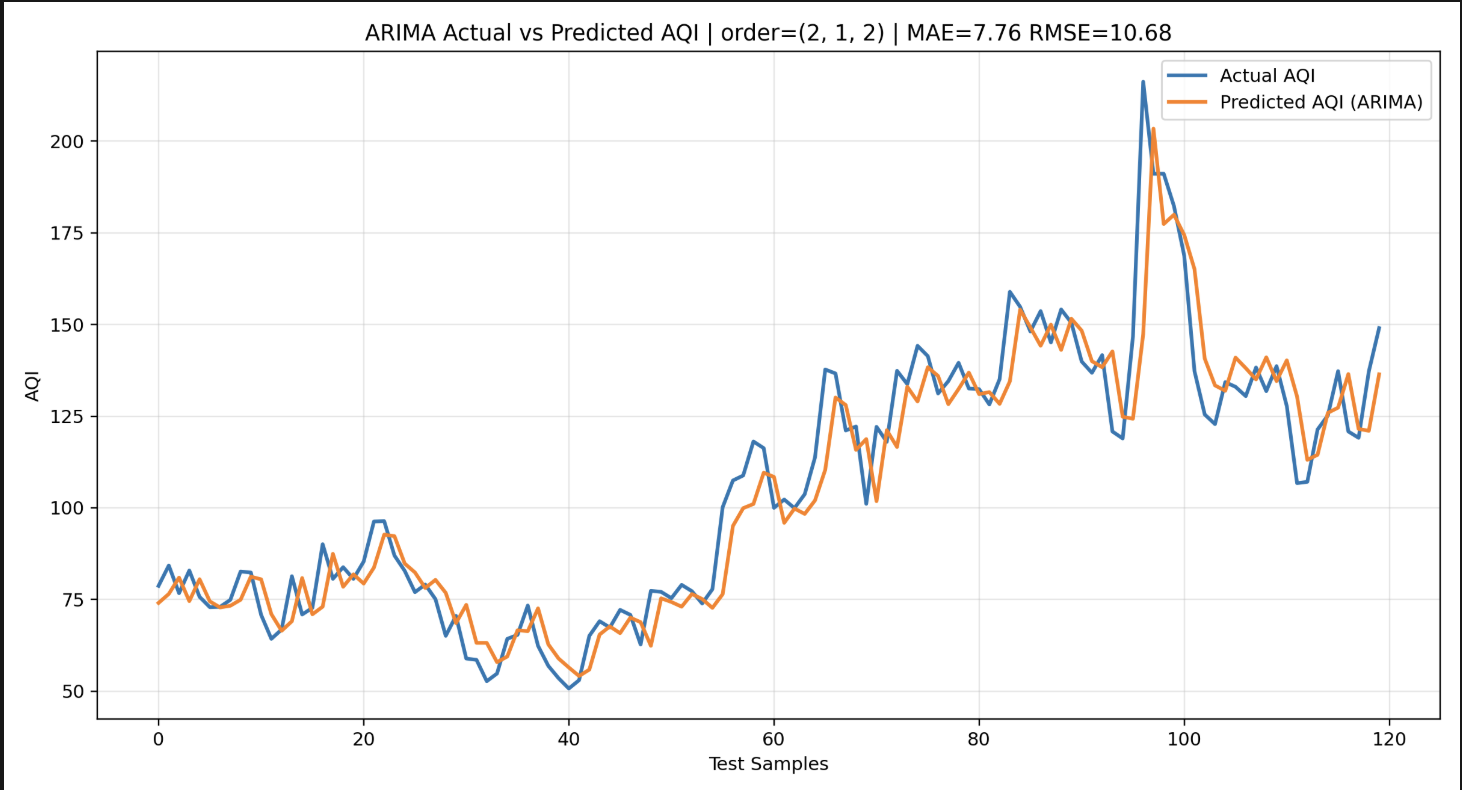 ARIMA Actual vs Predicted AQI | order=(2, 1, 2) | MAE=7.76 RMSE=10.68
Actual AQI
Predicted AQI (ARIMA)
200
175
150
125
100
75
50
AQI
0 20 40 60 80 100 120
Test Samples